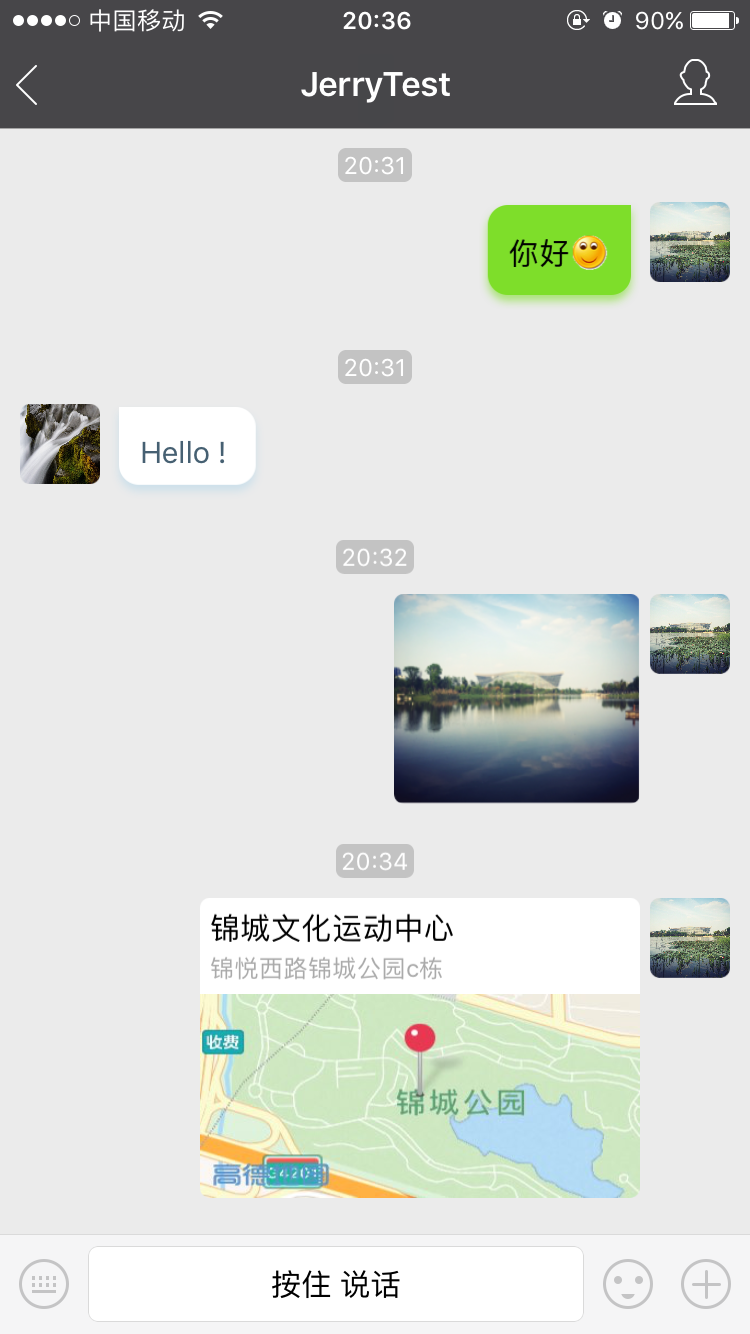 中国移动 20:36 90%
JerryTest
20:31
你好
20:31
Hello !
20:32
20:34
锦城文化运动中心
锦悦西路锦城公园c栋
收费
锦城公园
高德地图
按住 说话